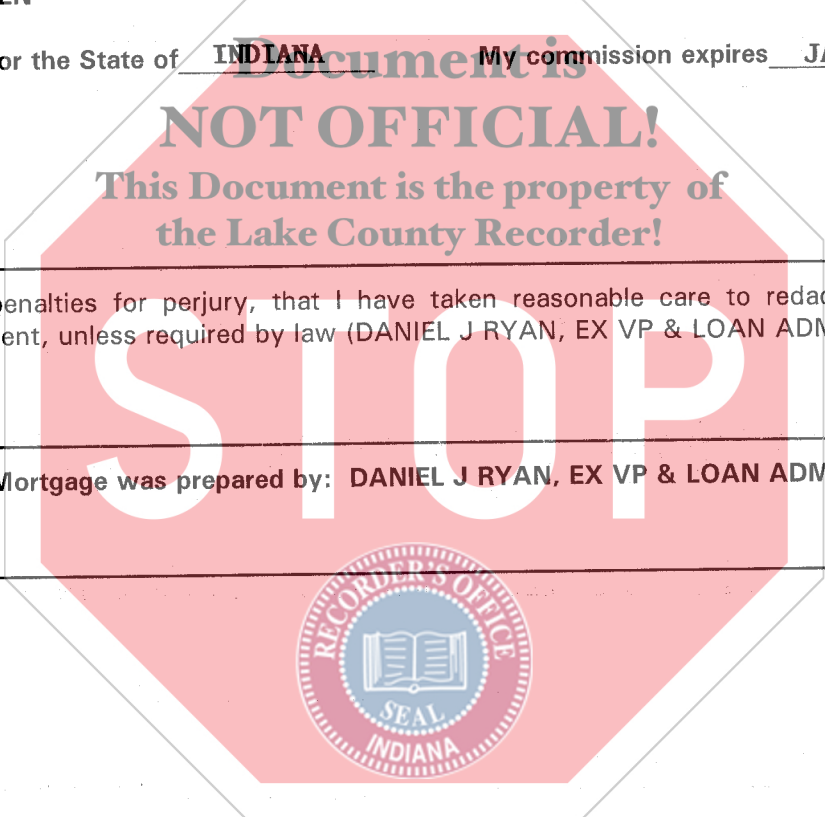 or the State of INDIANA My commission expires JA
Document is
NOT OFFICIAL!
This Document is the property of
the Lake County Recorder!
penalties for perjury, that I have taken reasonable care to redac
ent, unless required by law (DANIEL J RYAN, EX VP & LOAN ADM
STOP
Mortgage was prepared by: DANIEL J RYAN, EX VP & LOAN ADM
RECORDER'S OFFICE
SEAL
INDIANA